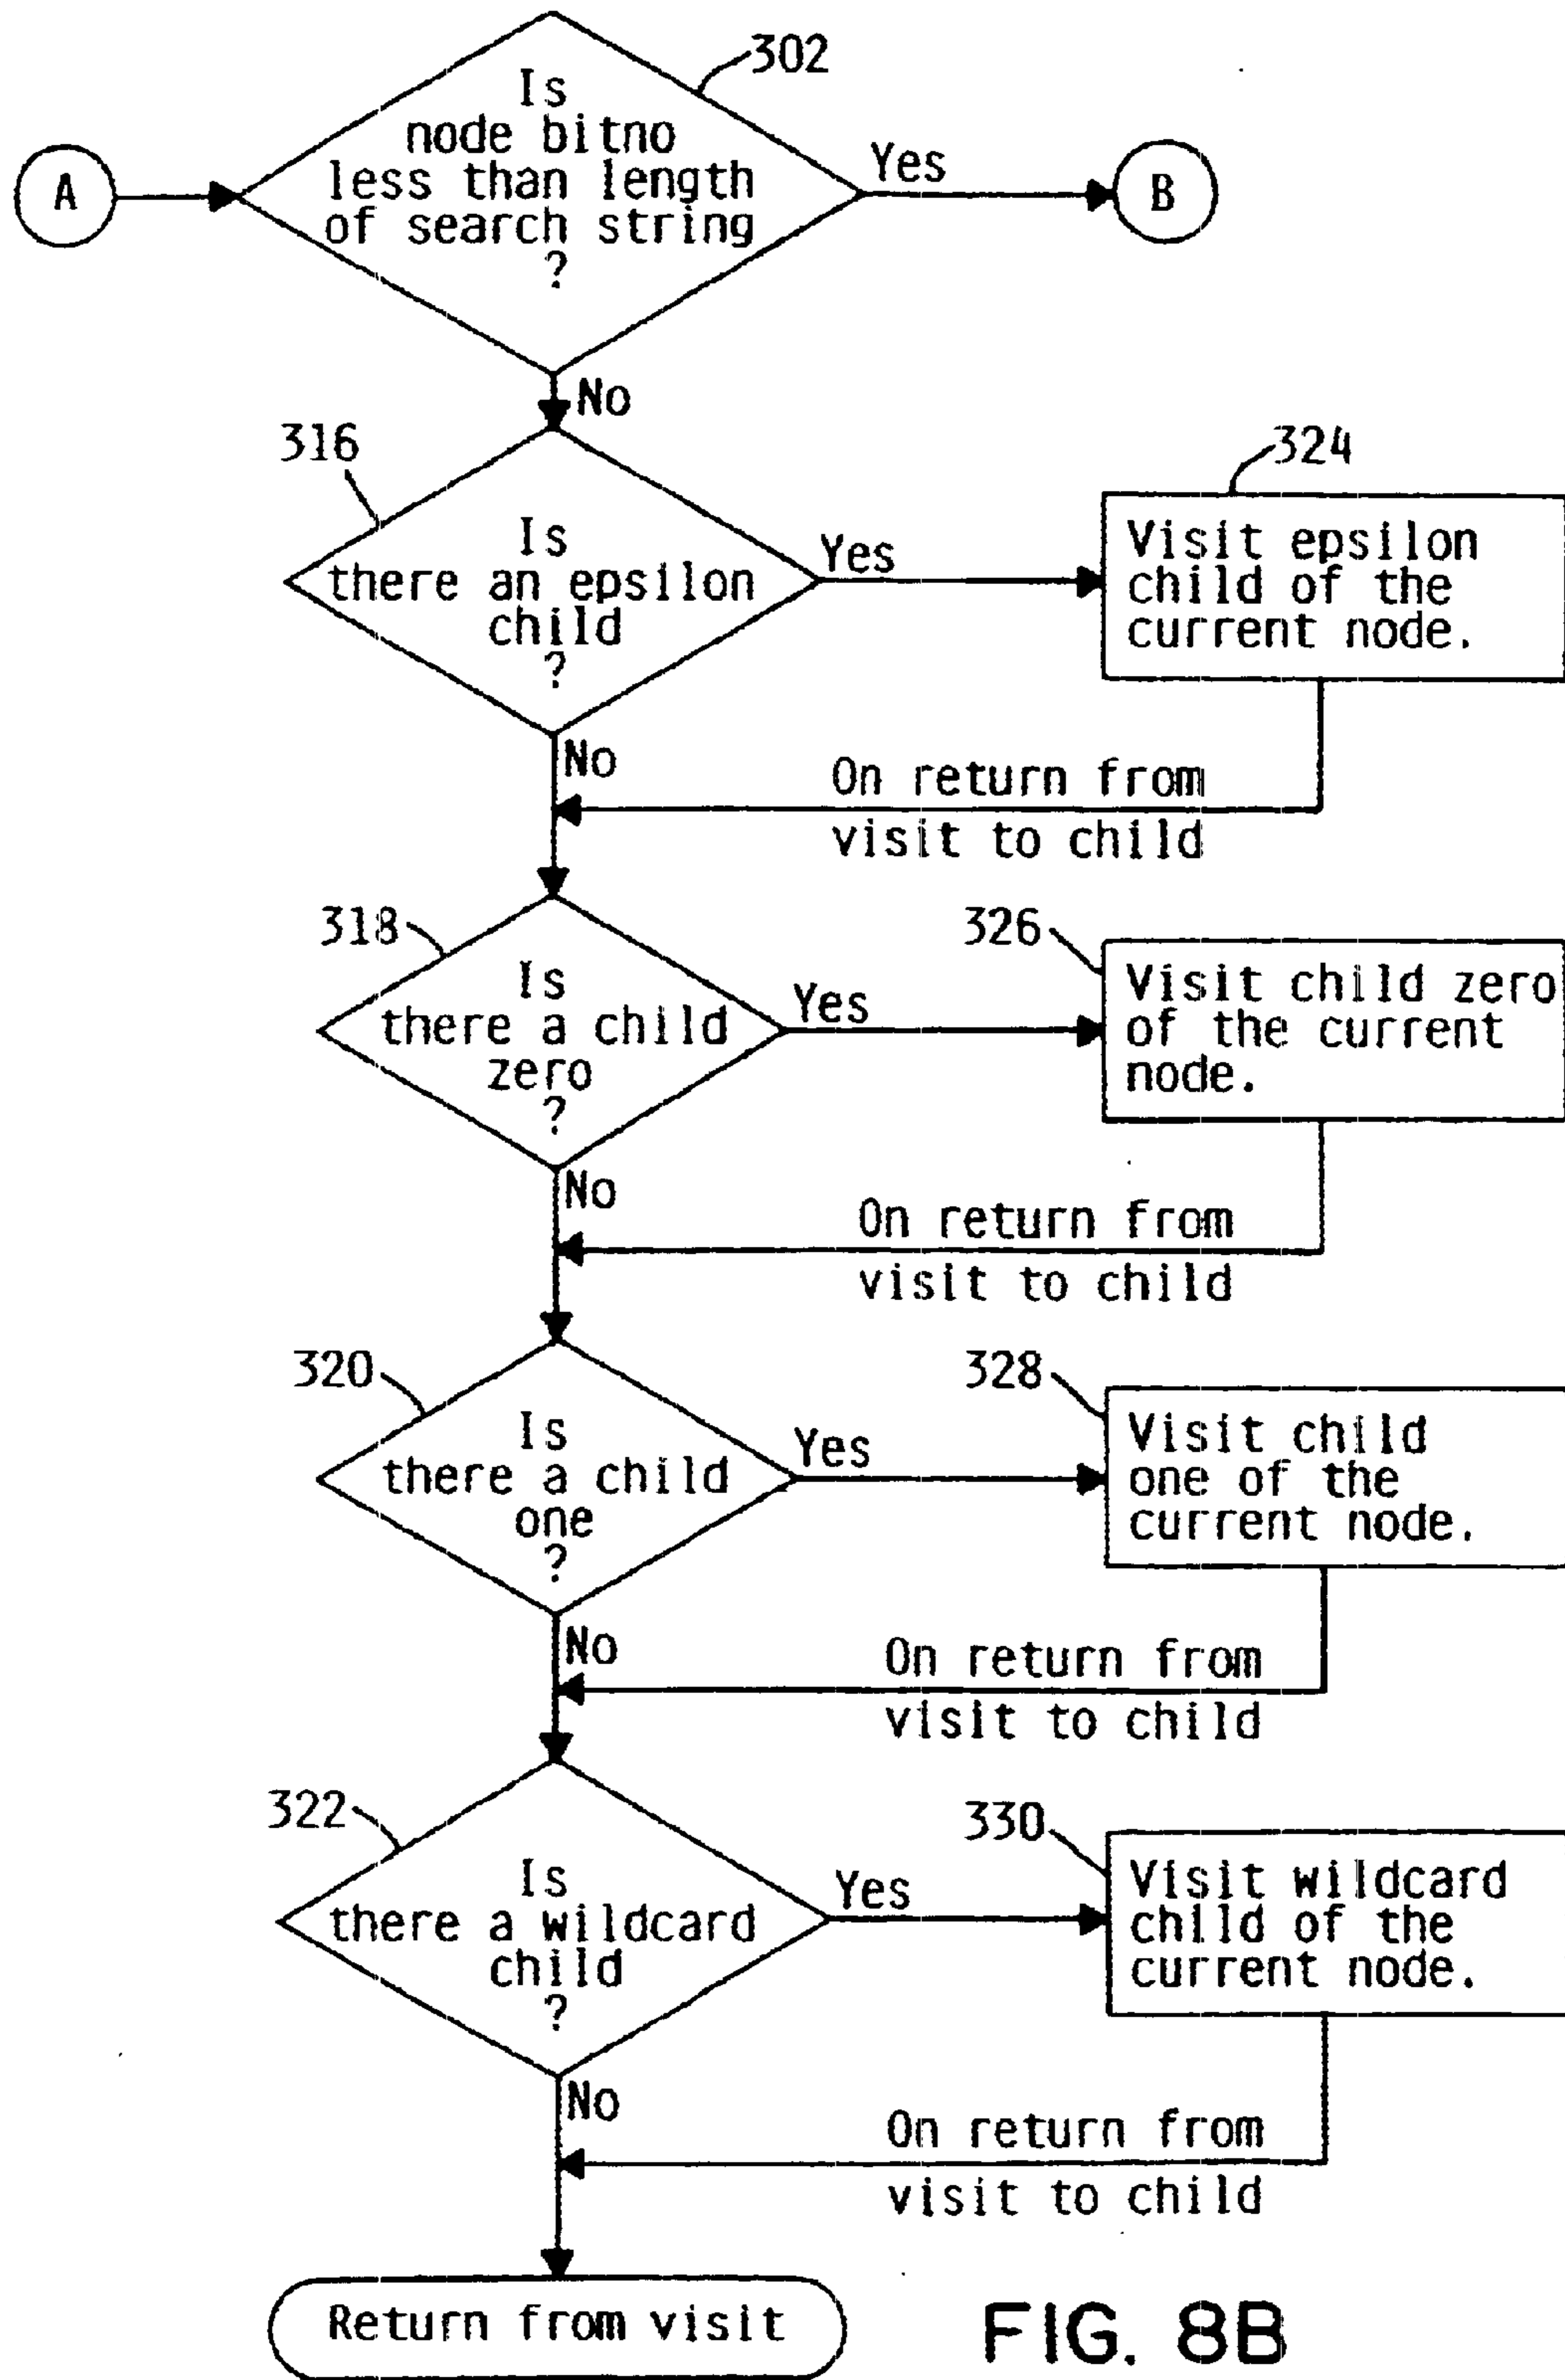 302
Is
node bitno
less than length
of search string
?
A
Yes
B
No
316
Is
there an epsilon
child
?
Yes
324
Visit epsilon
child of the
current node.
No
On return from
visit to child
318
Is
there a child
zero
?
Yes
326
Visit child zero
of the current
node.
No
On return from
visit to child
320
Is
there a child
one
?
Yes
328
Visit child
one of the
current node.
No
On return from
visit to child
322
Is
there a wildcard
child
?
Yes
330
Visit wildcard
child of the
current node.
No
On return from
visit to child
Return from visit
FIG. 8B